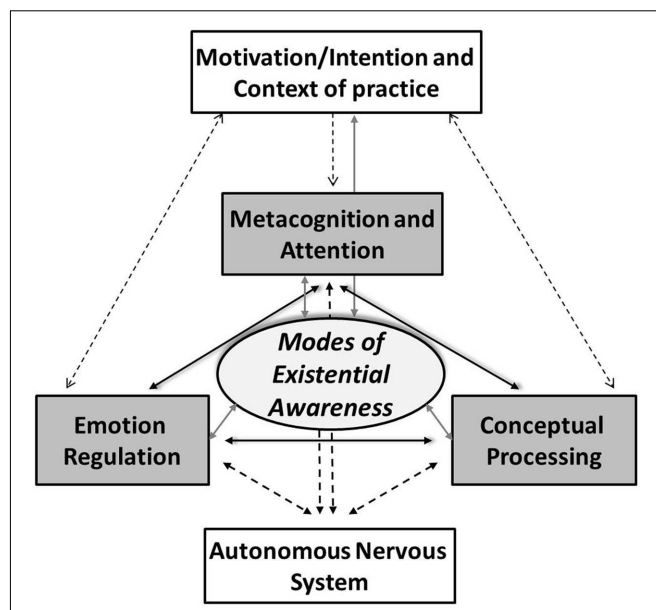 Motivation/Intention and
Context of practice
Metacognition and
Attention
Modes of
Existential
Awareness
Emotion
Regulation
Conceptual
Processing
Autonomous Nervous
System